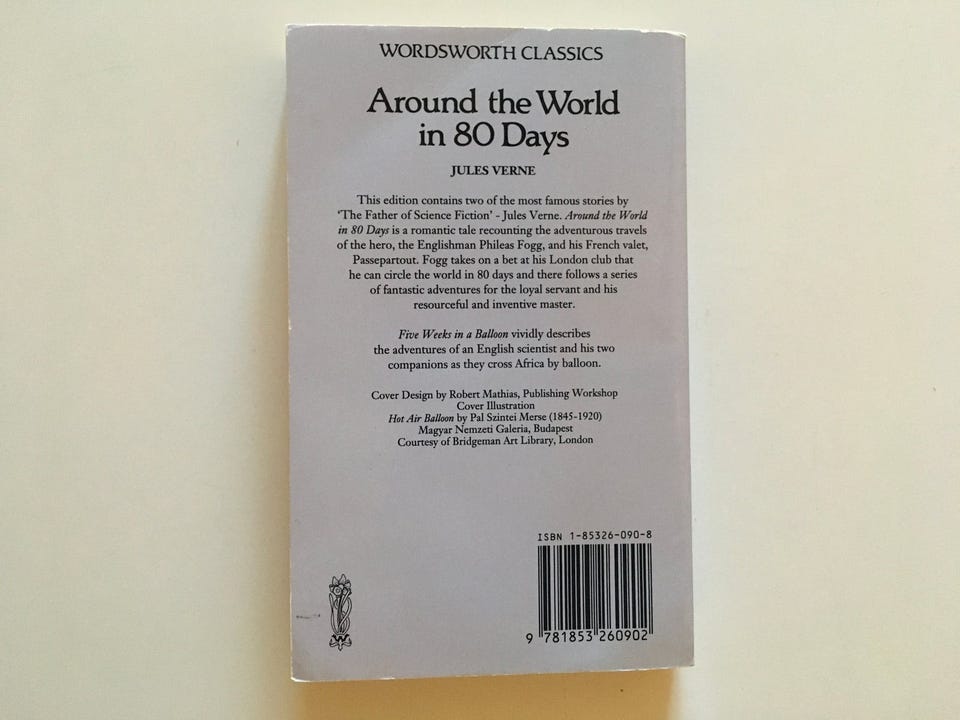 WORDSWORTH CLASSICS
Around the World
in 80 Days
JULES VERNE
This edition contains two of the most famous stories by
'The Father of Science Fiction' - Jules Verne. Around the World
in 80 Days is a romantic tale recounting the adventurous travels
of the hero, the Englishman Phileas Fogg, and his French valet,
Passepartout. Fogg takes on a bet at his London club that
he can circle the world in 80 days and there follows a series
of fantastic adventures for the loyal servant and his
resourceful and inventive master.
Five Weeks in a Balloon vividly describes
the adventures of an English scientist and his two
companions as they cross Africa by balloon.
Cover Design by Robert Mathias, Publishing Workshop
Cover Illustration
Hot Air Balloon by Pal Szintei Merse (1845-1920)
Magyar Nemzeti Galeria, Budapest
Courtesy of Bridgeman Art Library, London
ISBN 1-85326-090-8
9 781853 260902
W